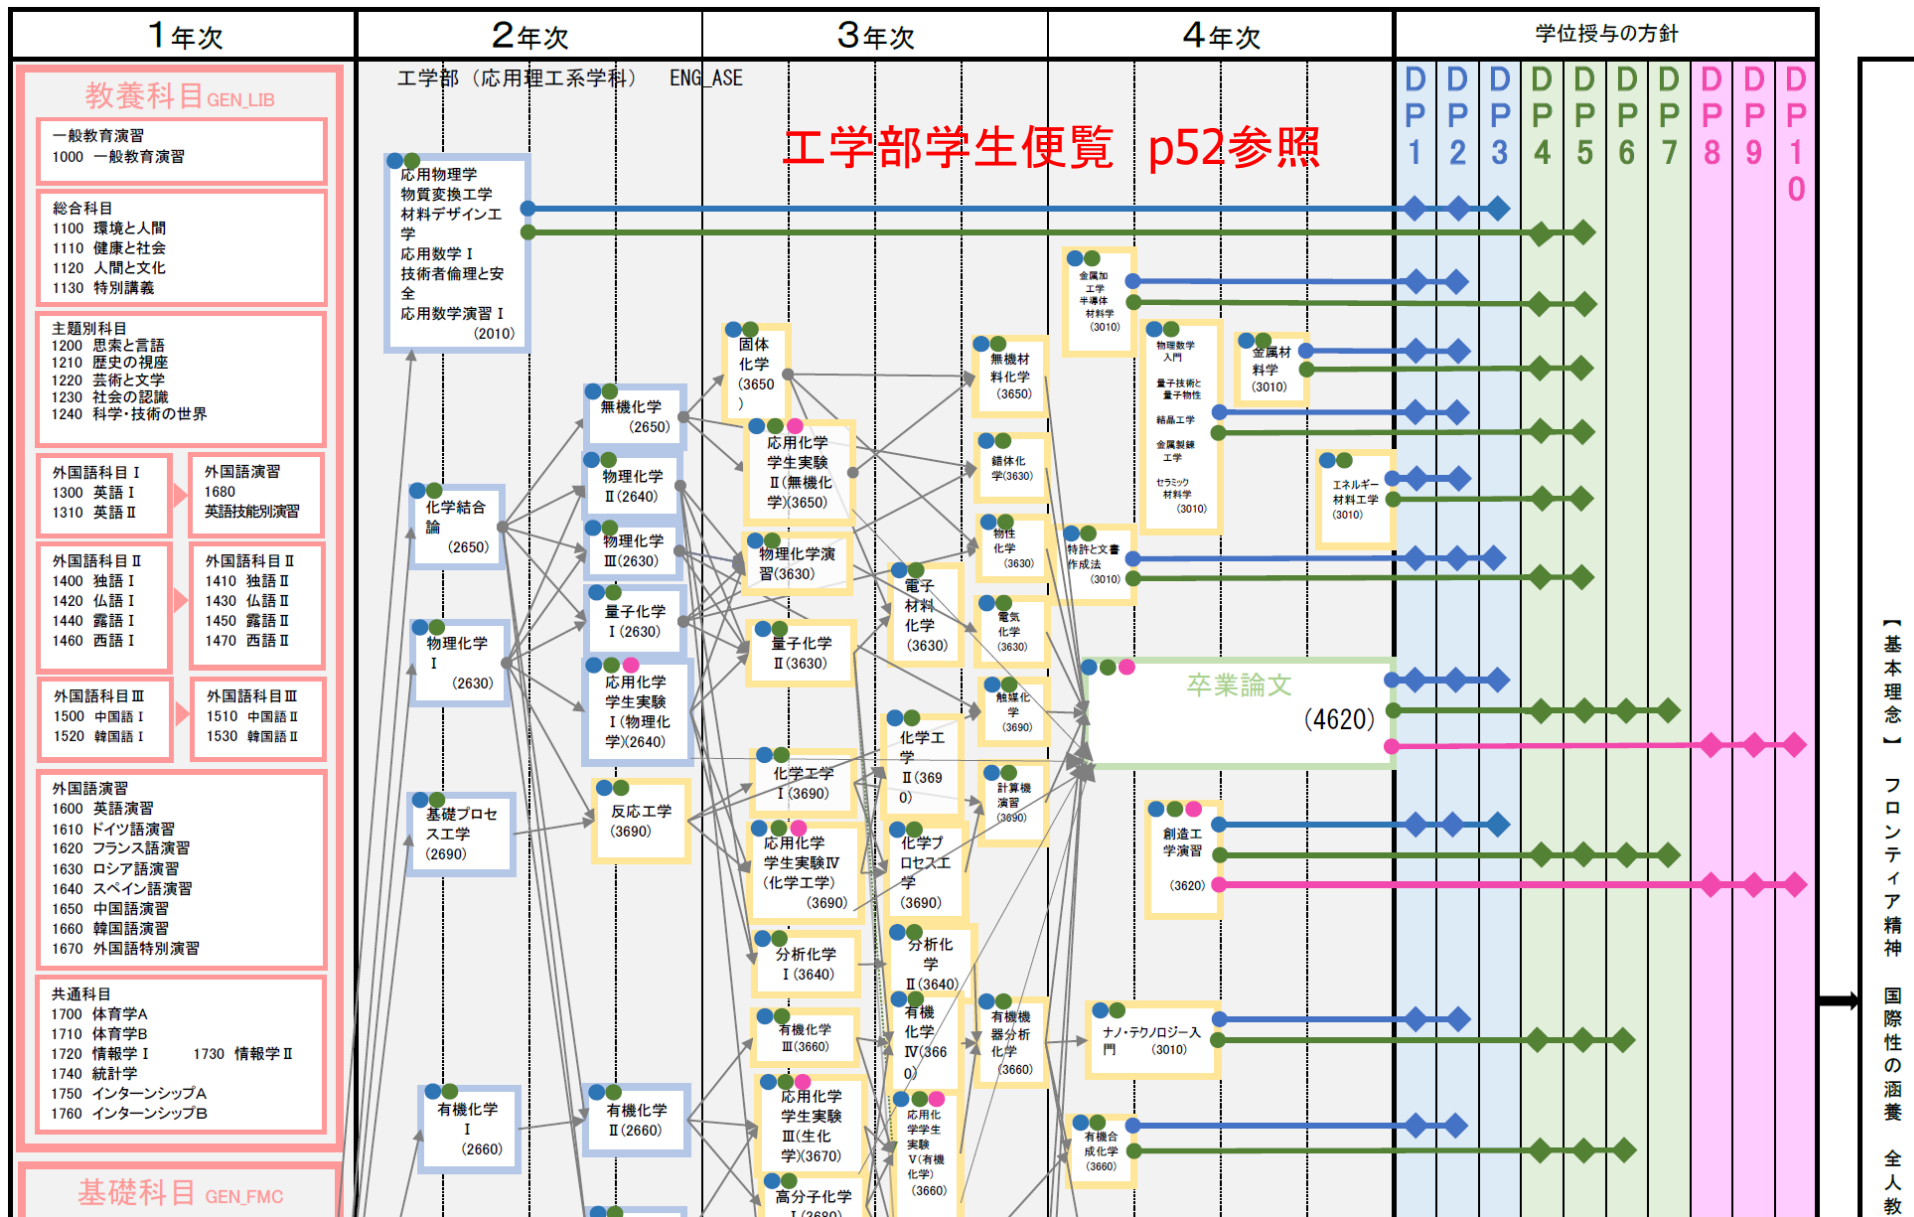 1年次
2年次
3年次
4年次
学位授与の方針
教養科目GEN_LIB
一般教育演習
1000 一般教育演習
総合科目
1100 環境と人間
1110 健康と社会
1120 人間と文化
1130 特別講義
主題別科目
1200 思索と言語
1210 歴史の視座
1220 芸術と文学
1230 社会の認識
1240 科学・技術の世界
外国語科目Ⅰ
1300 英語Ⅰ
1310 英語Ⅱ
外国語演習
1680
英語技能別演習
外国語科目Ⅱ
1400 独語Ⅰ
1420 仏語Ⅰ
1440 露語Ⅰ
1460 西語Ⅰ
外国語科目Ⅱ
1410 独語Ⅱ
1430 仏語Ⅱ
1450 露語Ⅱ
1470 西語Ⅱ
外国語科目Ⅲ
1500 中国語Ⅰ
1520 韓国語Ⅰ
外国語科目Ⅲ
1510 中国語Ⅱ
1530 韓国語Ⅱ
外国語演習
1600 英語演習
1610 ドイツ語演習
1620 フランス語演習
1630 ロシア語演習
1640 スペイン語演習
1650 中国語演習
1660 韓国語演習
1670 外国語特別演習
共通科目
1700 体育学A
1710 体育学B
1720 情報学Ⅰ 1730 情報学Ⅱ
1740 統計学
1750 インターンシップA
1760 インターンシップB
基礎科目 GEN_FMC
工学部（応用理工系学科） ENG_ASE
工学部学生便覧 p52参照
応用物理学
物質変換工学
材料デザイン工
学
応用数学Ⅰ
技術者倫理と安
全
応用数学演習Ⅰ
(2010)
化学結合
論
(2650)
物理化学
Ⅰ
(2630)
基礎プロセ
ス工学
(2690)
有機化学
Ⅰ
(2660)
無機化学
(2650)
物理化学
Ⅱ(2640)
物理化学
Ⅲ(2630)
量子化学
Ⅰ(2630)
応用化学
学生実験
Ⅰ(物理化
学)(2640)
反応工学
(3690)
有機化学
Ⅱ(2660)
固体
化学
(3650
)
応用化学
学生実験
Ⅱ(無機化
学)(3650)
物理化学演
習(3630)
量子化学
Ⅱ(3630)
化学工学
Ⅰ(3690)
応用化学
学生実験Ⅳ
(化学工学)
(3690)
分析化学
Ⅰ(3640)
有機化学
Ⅲ(3660)
応用化学
学生実験
Ⅲ(生化
学)(3670)
高分子化学
Ⅰ(3680)
電子
材料
化学
(3630)
化学工
学
Ⅱ(369
0)
化学プ
ロセスエ
学
(3690)
分析化
学
Ⅱ(3640)
有機
化学
Ⅳ(366
0)
応用化
学学生
実験
Ⅴ(有機
化学)
(3660)
無機材
料化学
(3650)
錯体化
学(3630)
物性
化学
(3630)
電気
化学
(3630)
触媒化
学
(3690)
計算機
演習
(3690)
有機機
器分析
化学
(3660)
金属加
工学
半導体
材料学
(3010)
物理数学
入門
量子技術と
量子物性
結晶工学
金属製錬
工学
セラミック
材料学
(3010)
金属材
料学
(3010)
エネルギー
材料工学
(3010)
特許と文書
作成法
(3010)
卒業論文
(4620)
創造工
学演習
(3620)
ナノ・テクノロジー入
門 (3010)
有機合
成化学
(3660)
DP1
DP2
DP3
DP4
DP5
DP6
DP7
DP8
DP9
DP10
【基本理念】 フロンティア精神 国際性の涵養 全人教